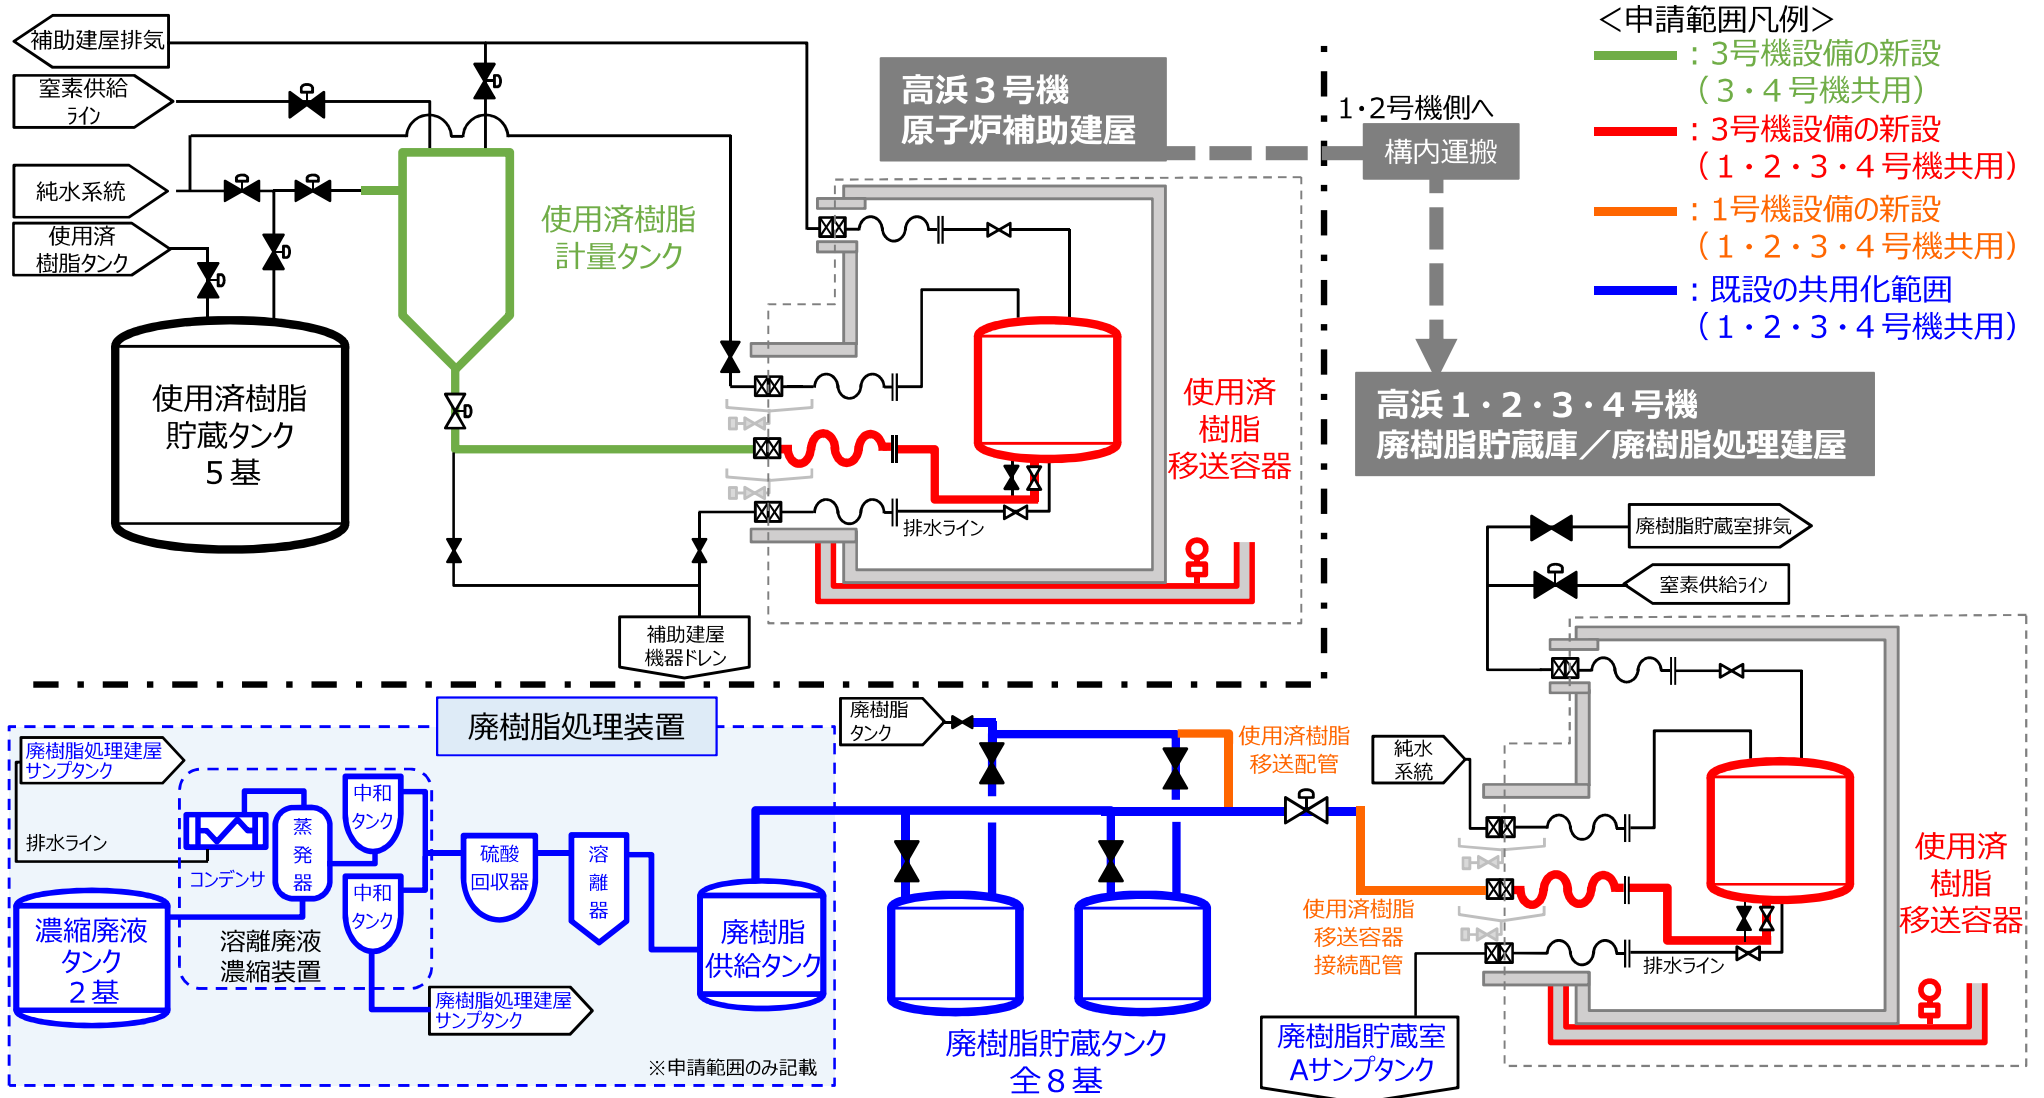 補助建屋排気
窒素供給
ライン
純水系統
使用済
樹脂タンク
使用済樹脂
貯蔵タンク
5基
使用済樹脂
計量タンク
高浜3号機
原子炉補助建屋
使用済
樹脂
移送容器
排水ライン
補助建屋
機器ドレン
1・2号機側へ
構内運搬
<申請範囲凡例>
:3号機設備の新設
(3・4号機共用)
:3号機設備の新設
(1・2・3・4号機共用)
:1号機設備の新設
(1・2・3・4号機共用)
:既設の共用化範囲
(1・2・3・4号機共用)
高浜1・2・3・4号機
廃樹脂貯蔵庫/廃樹脂処理建屋
廃樹脂貯蔵室排気
窒素供給ライン
純水
系統
使用済
樹脂
移送容器
排水ライン
廃樹脂貯蔵室
Aサンプタンク
使用済樹脂
移送配管
使用済樹脂
移送容器
接続配管
廃樹脂
タンク
廃樹脂貯蔵タンク
全8基
廃樹脂処理装置
廃樹脂処理建屋
サンプタンク
排水ライン
コンデンサ
蒸
発
器
中和
タンク
中和
タンク
硫酸
回収器
溶
離
器
廃樹脂
供給タンク
濃縮廃液
タンク
2基
溶離廃液
濃縮装置
廃樹脂処理建屋
サンプタンク
※申請範囲のみ記載